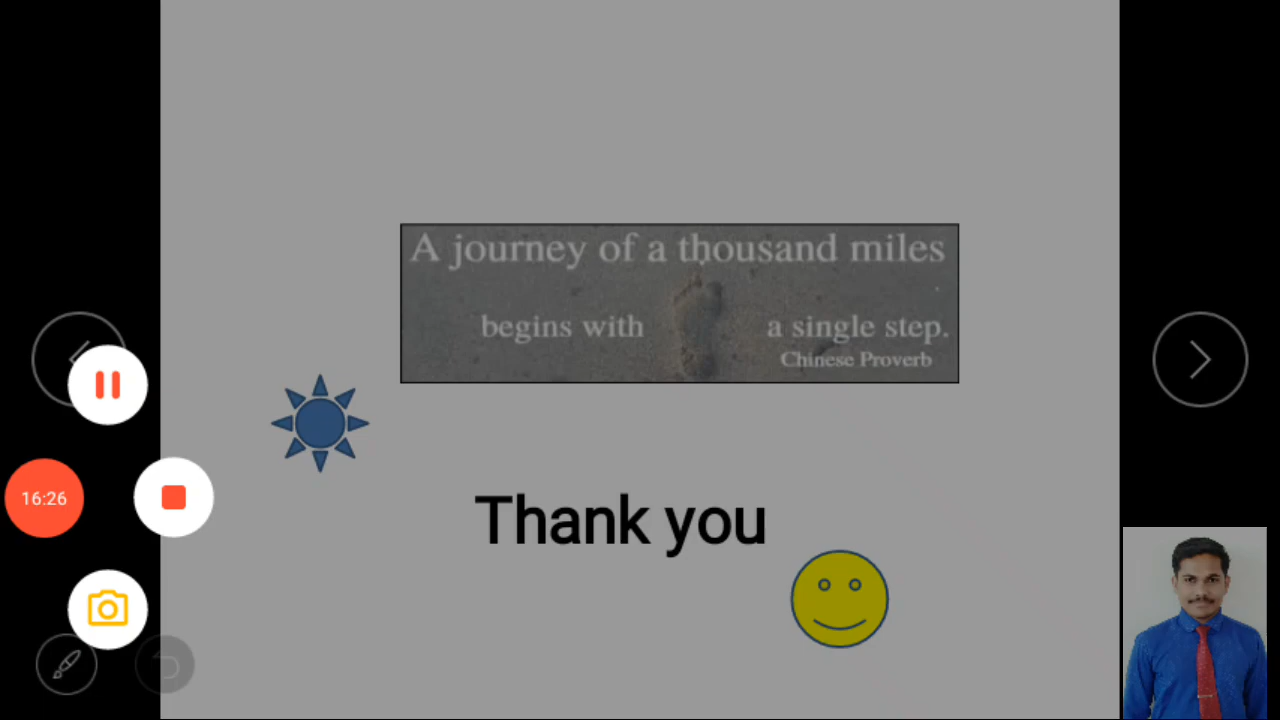 A journey of a thousand miles
begins with a single step.
Chinese Proverb
16:26
Thank you